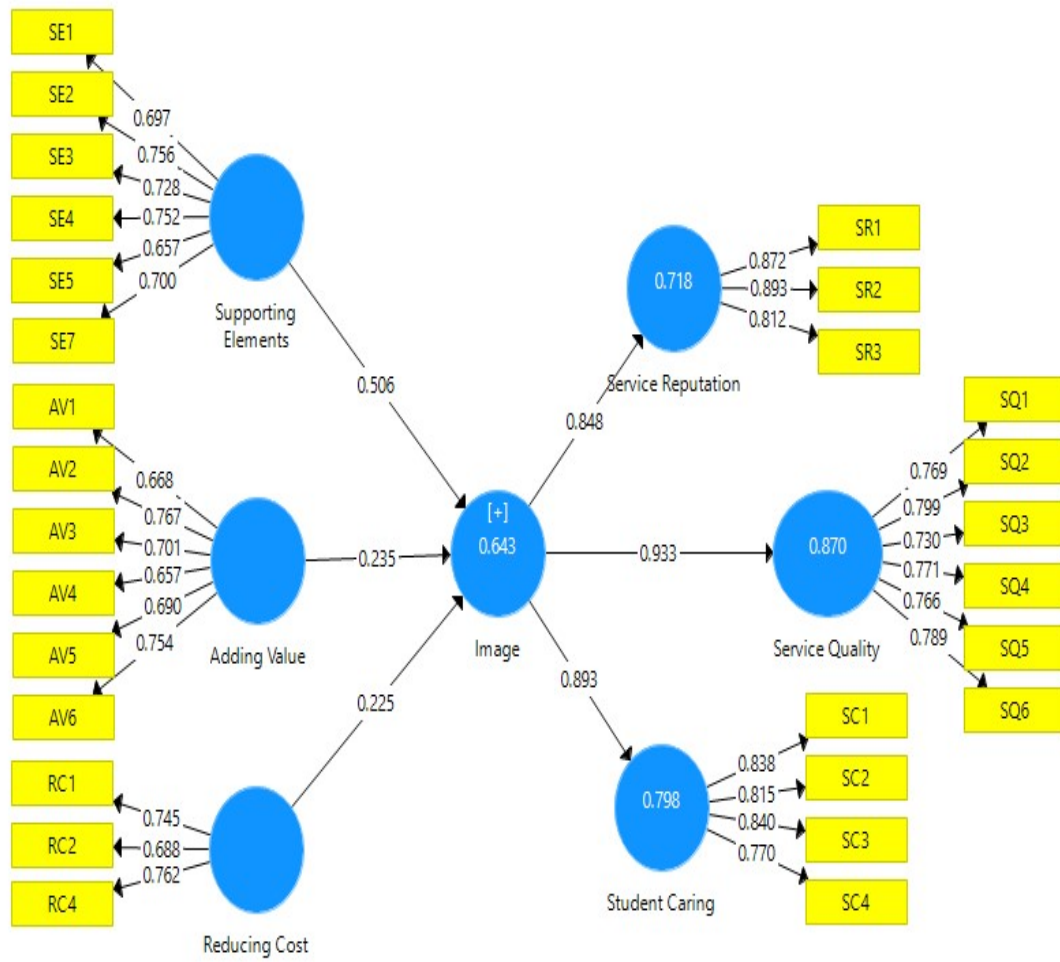 SE1
SE2
SE3
SE4
SE5
SE7
0.697
0.756
0.728
0.752
0.657
0.700
Supporting
Elements
AV1
AV2
AV3
AV4
AV5
AV6
0.668
0.767
0.701
0.657
0.690
0.754
Adding Value
RC1
RC2
RC4
0.745
0.688
0.762
Reducing Cost
0.506
0.235
0.225
[+]
0.643
Image
0.848
0.933
0.893
0.718
Service Reputation
0.872
0.893
0.812
SR1
SR2
SR3
0.870
Service Quality
0.769
0.799
0.730
0.771
0.766
0.789
SQ1
SQ2
SQ3
SQ4
SQ5
SQ6
0.798
Student Caring
0.838
0.815
0.840
0.770
SC1
SC2
SC3
SC4